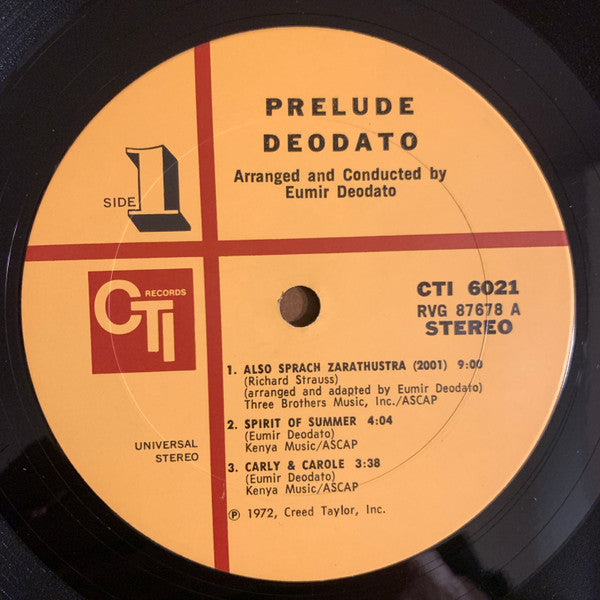 PRELUDE
DEODATO
Arranged and Conducted by
Eumir Deodato
SIDE 1
CTI RECORDS
CTI 6021
RVG 87678 A
STEREO
1. ALSO SPRACH ZARATHUSTRA (2001) 9:00
(Richard Strauss)
(arranged and adapted by Eumir Deodato)
Three Brothers Music, Inc./ASCAP
2. SPIRIT OF SUMMER 4:04
(Eumir Deodato)
Kenya Music/ASCAP
3. CARLY & CAROLE 3:38
(Eumir Deodato)
Kenya Music/ASCAP
UNIVERSAL
STEREO
℗ 1972, Creed Taylor, Inc.